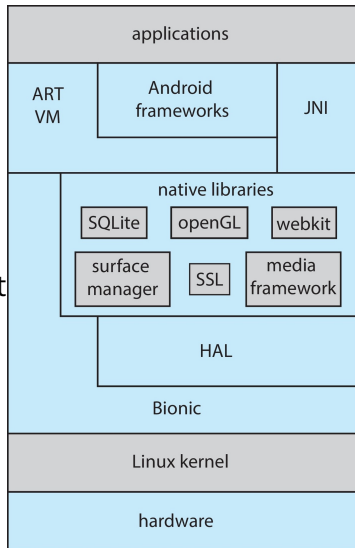 applications
ART
VM
Android
frameworks
JNI
native libraries
SQLite
openGL
webkit
surface
manager
SSL
media
framework
t
HAL
Bionic
Linux kernel
hardware